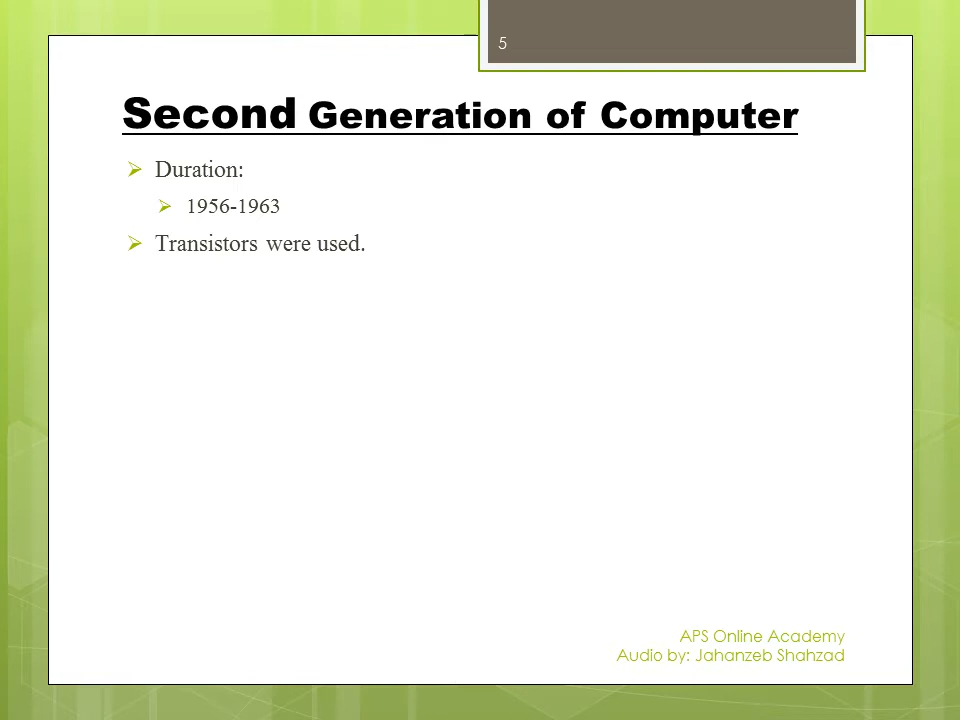 5
Second Generation of Computer
Duration:
1956-1963
Transistors were used.
APS Online Academy
Audio by: Jahanzeb Shahzad